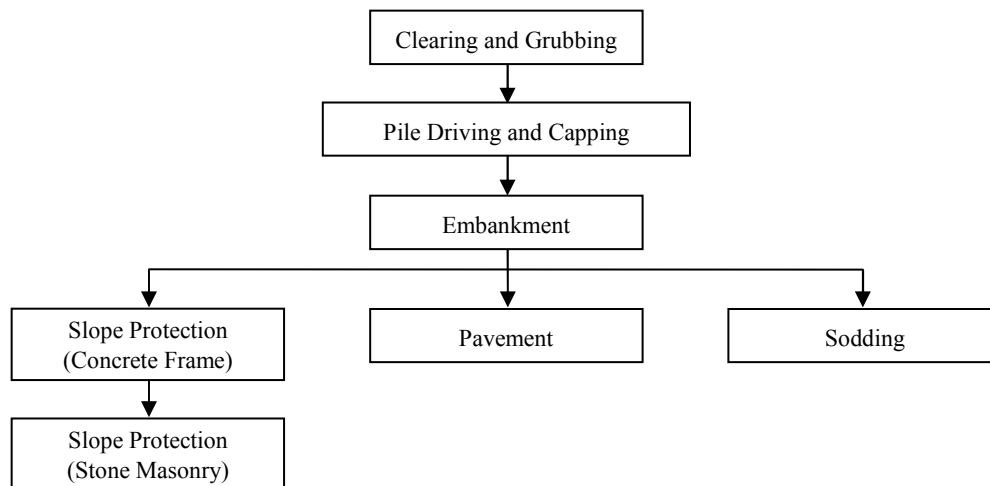 Clearing and Grubbing
Pile Driving and Capping
Embankment
Slope Protection
(Concrete Frame)
Pavement
Sodding
Slope Protection
(Stone Masonry)